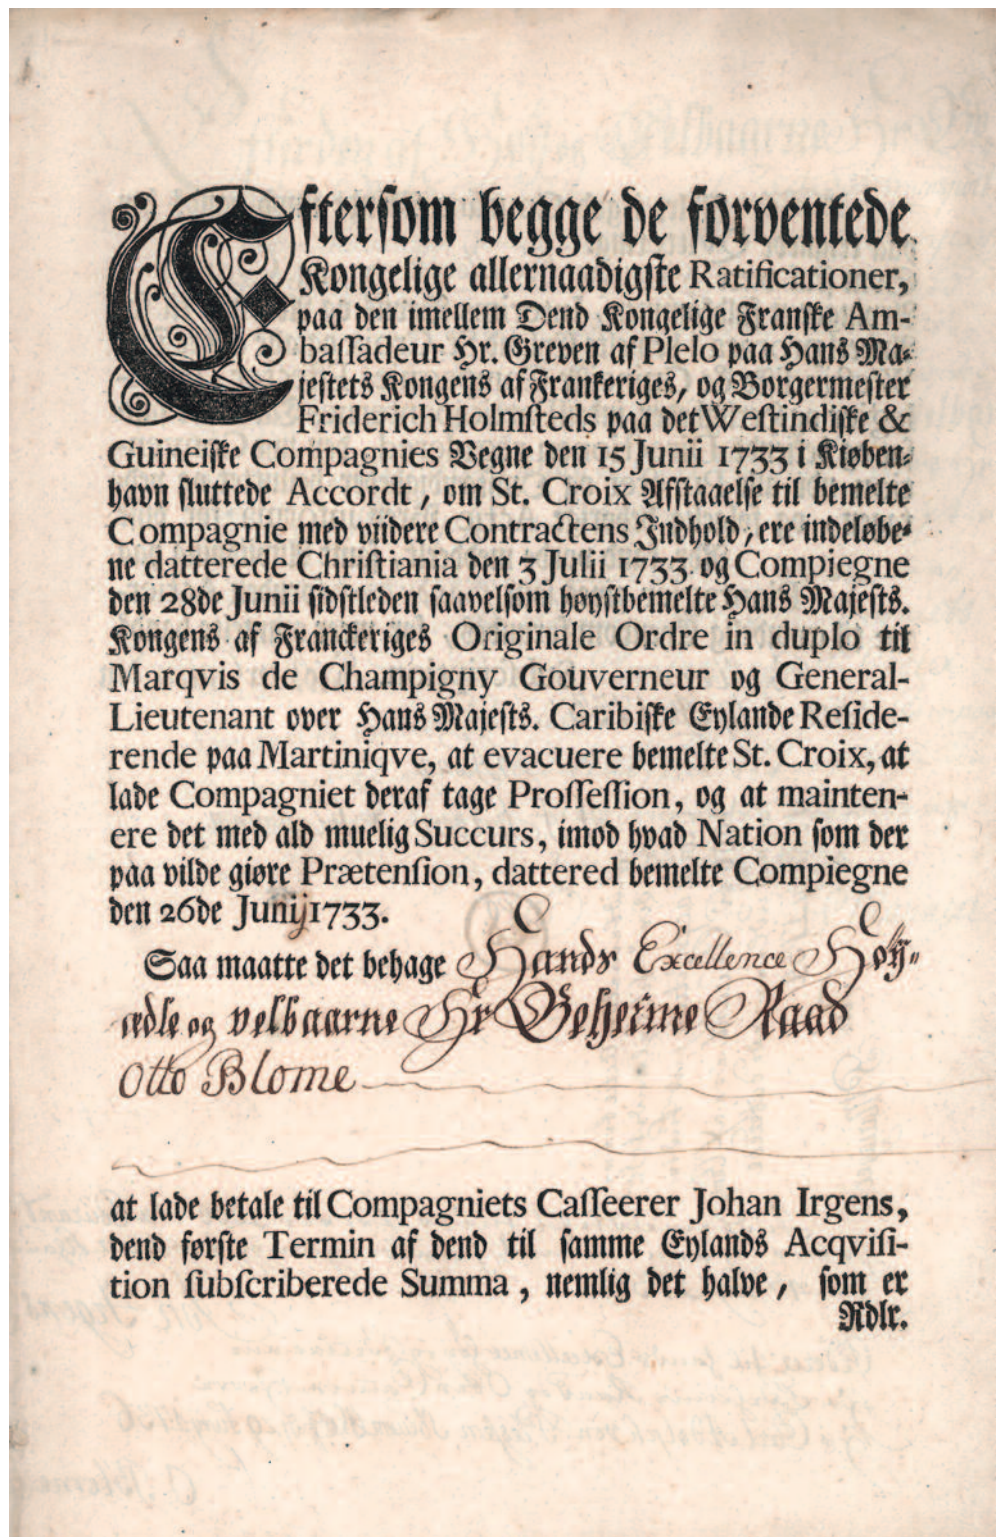 Eftersom begge de forventede
Kongelige allernaadigste Ratificationer,
paa den imellem Dend Kongelige Franske Am-
bassadeur Hr. Greven af Plelo paa Hans Ma-
jestets Kongens af Frankeriges, og Borgermester
Friderich Holmsteds paa det Westindiske &
Guineiske Compagnies Vegne den 15 Junii 1733 i Kiøben-
havn sluttede Accordt, om St. Croix Afstaaelse til bemelte
Compagnie med viidere Contractens Indhold, ere indeløbe-
ne datterede Christiania den 3 Julii 1733. og Compiegne
den 28de Junii sidstleden saavelsom høystbemelte Hans Majests.
Kongens af Franckeriges Originale Ordre in duplo til
Marqvis de Champigny Gouverneur og General-
Lieutenant over Hans Majests. Caribiske Eylande Reside-
rende paa Martiniqve, at evacuere bemelte St. Croix, at
lade Compagniet deraf tage Prossession, og at mainten-
ere det med ald muelig Succurs, imod hvad Nation som der
paa vilde giøre Prætension, dattered bemelte Compiegne
den 26de Junij 1733.
Saa maatte det behage Hands Excellence Høy-
ædle og velbaarne Hr Geheime Raad
Otto Blome
at lade betale til Compagniets Casseerer Johan Irgens,
dend første Termin af dend til samme Eylands Acqvisi-
tion subscriberede Summa, nemlig det halve, som er
Rdlr.